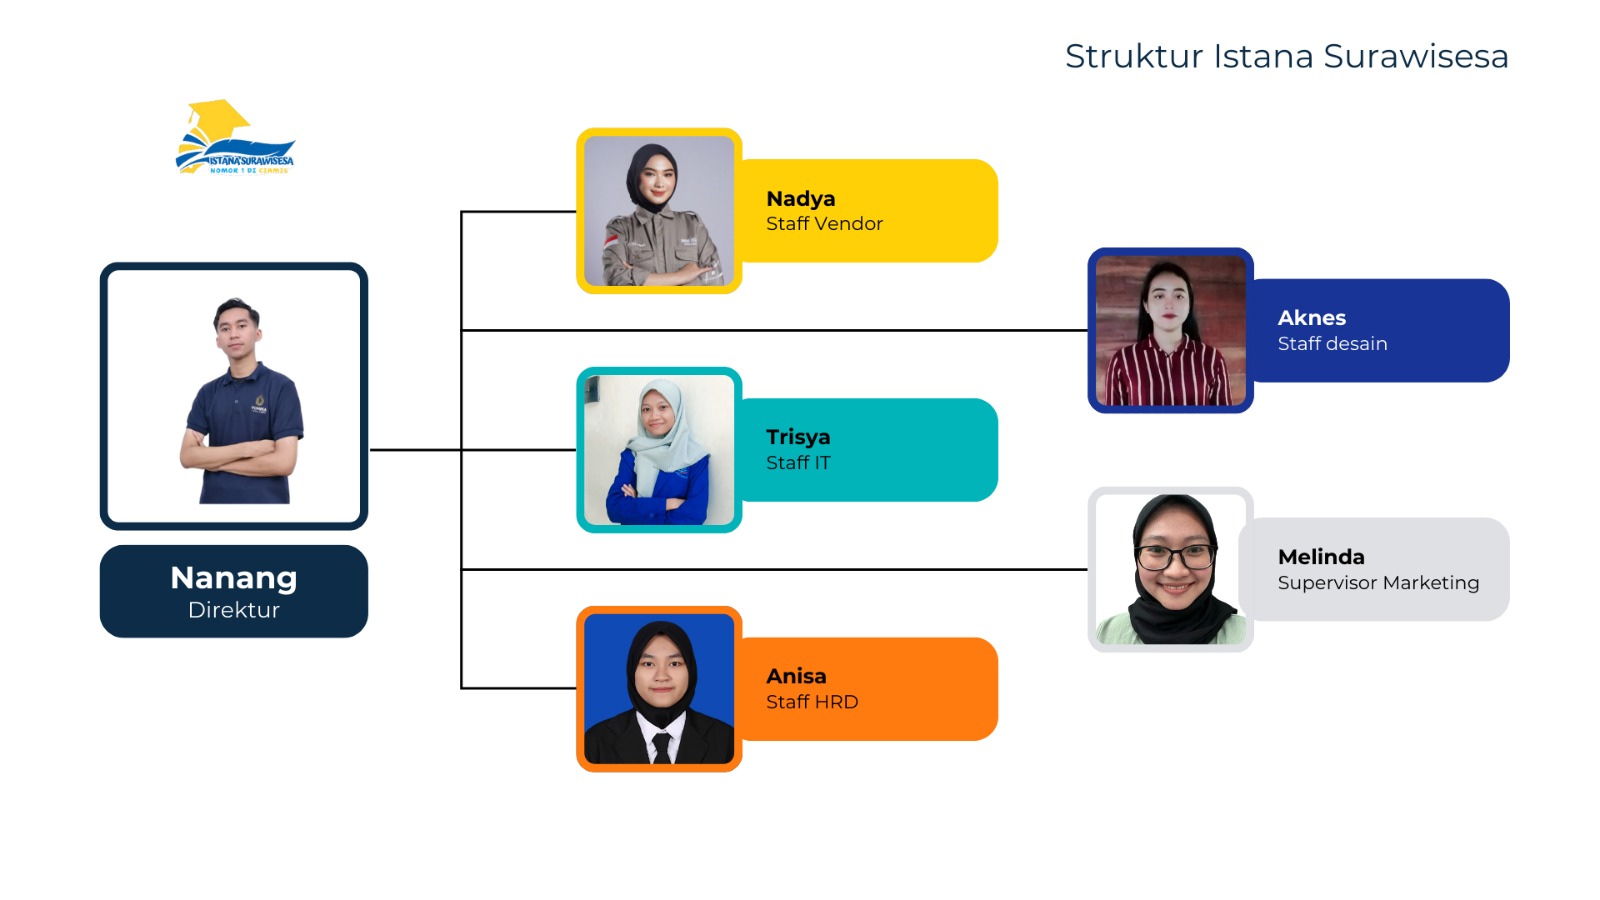 Struktur Istana Surawisesa
ISTANA SURAWISESA
NOMOR 1 DI CIAMIS
Nadya
Staff Vendor
Aknes
Staff desain
Trisya
Staff IT
Nanang
Direktur
Melinda
Supervisor Marketing
Anisa
Staff HRD